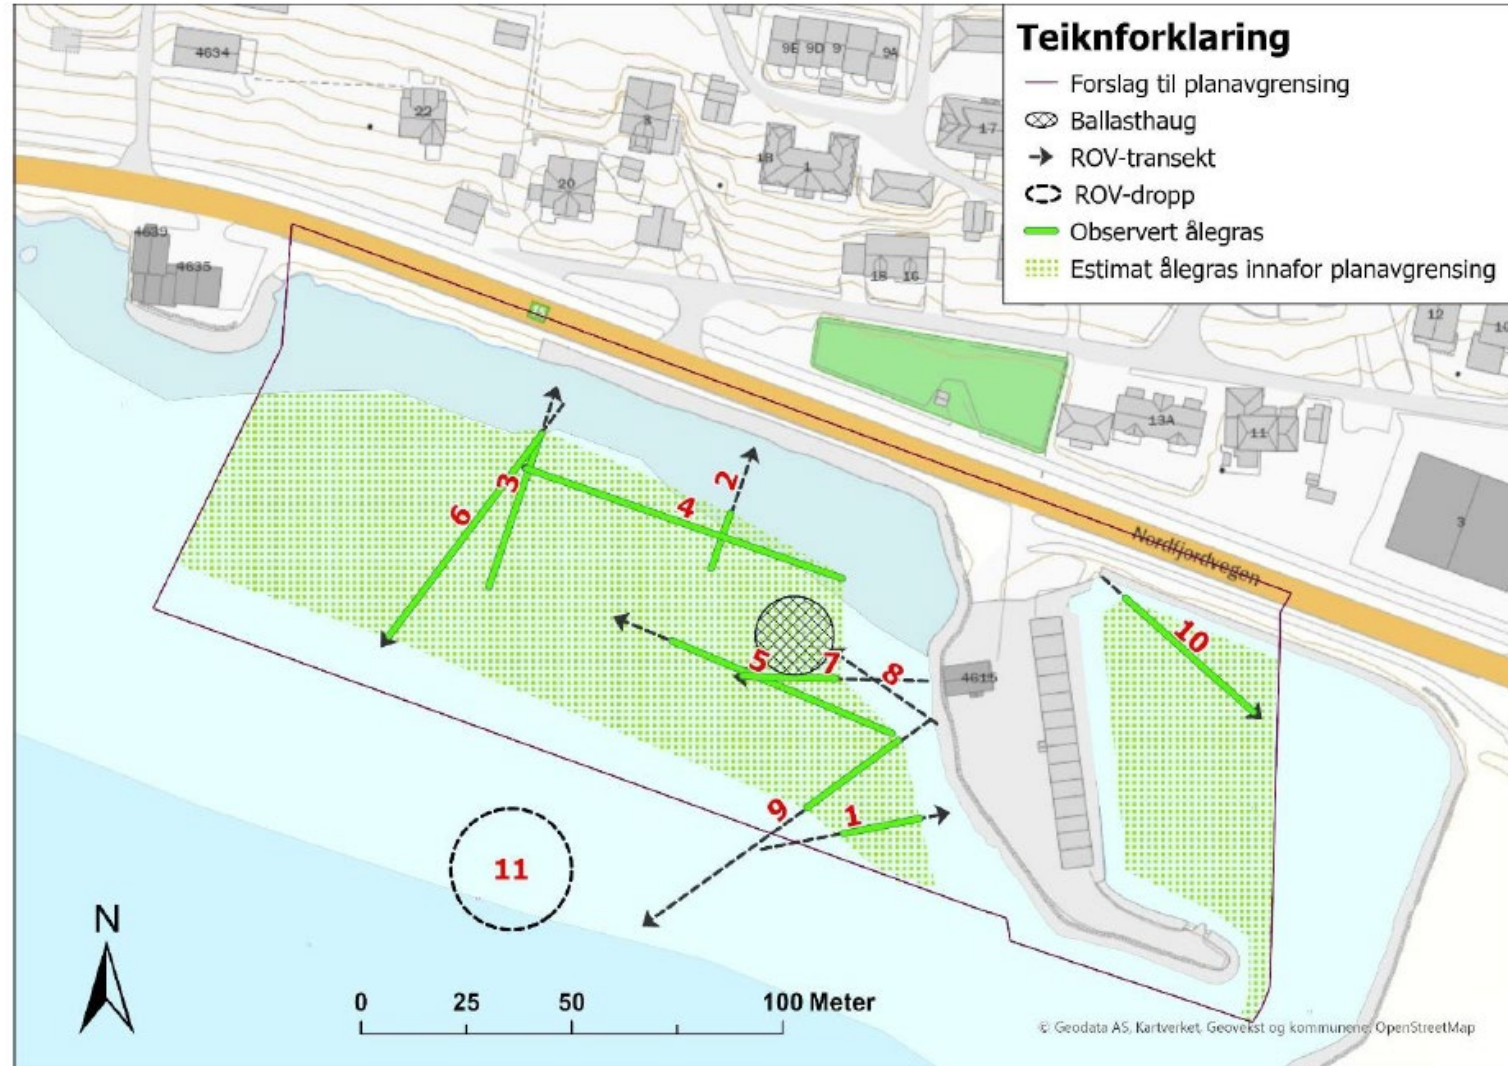 Teiknforklaring
Forslag til planavgrensing
Ballasthaug
ROV-transekt
ROV-dropp
Observert ålegras
Estimat ålegras innafor planavgrensing
4634
22
8
9E 9D 9
9A
17
1B
1
20
4639
4635
18 16
12
10
15
13A
11
3
Nordfjordvegen
2
3
4
6
10
5
7
8
4615
9
1
11
N
0 25 50 100 Meter
© Geodata AS, Kartverket, Geovekst og kommunene, OpenStreetMap